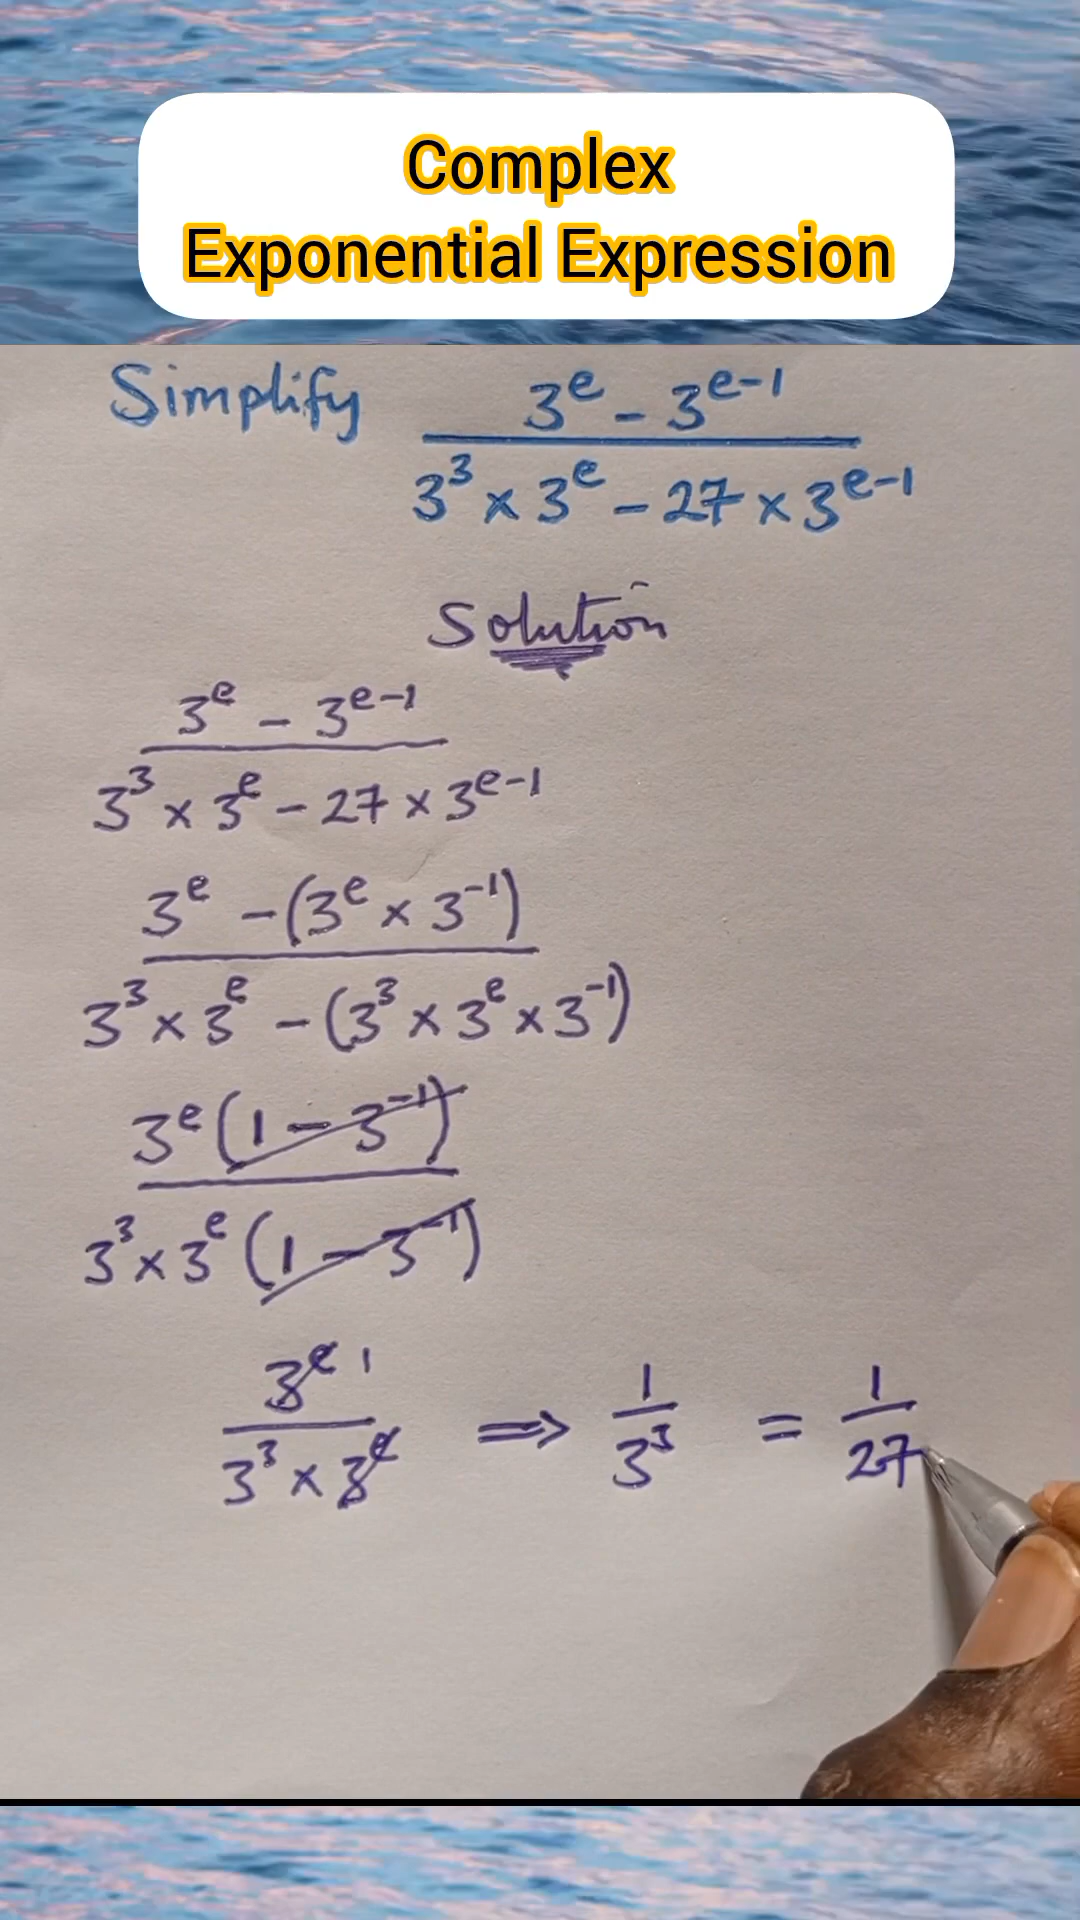 Complex
Exponential Expression
Simplify (3^e - 3^(e-1)) / (3^3 × 3^e - 27 × 3^(e-1))
Solution
3^e - 3^(e-1)
3^3 × 3^e - 27 × 3^(e-1)
3^e - (3^e × 3^-1)
3^3 × 3^e - (3^3 × 3^e × 3^-1)
3^e (1 - 3^-1)
3^3 × 3^e (1 - 3^-1)
3^e 1 / (3^3 × 3^e) ⟹ 1 / 3^3 = 1 / 27